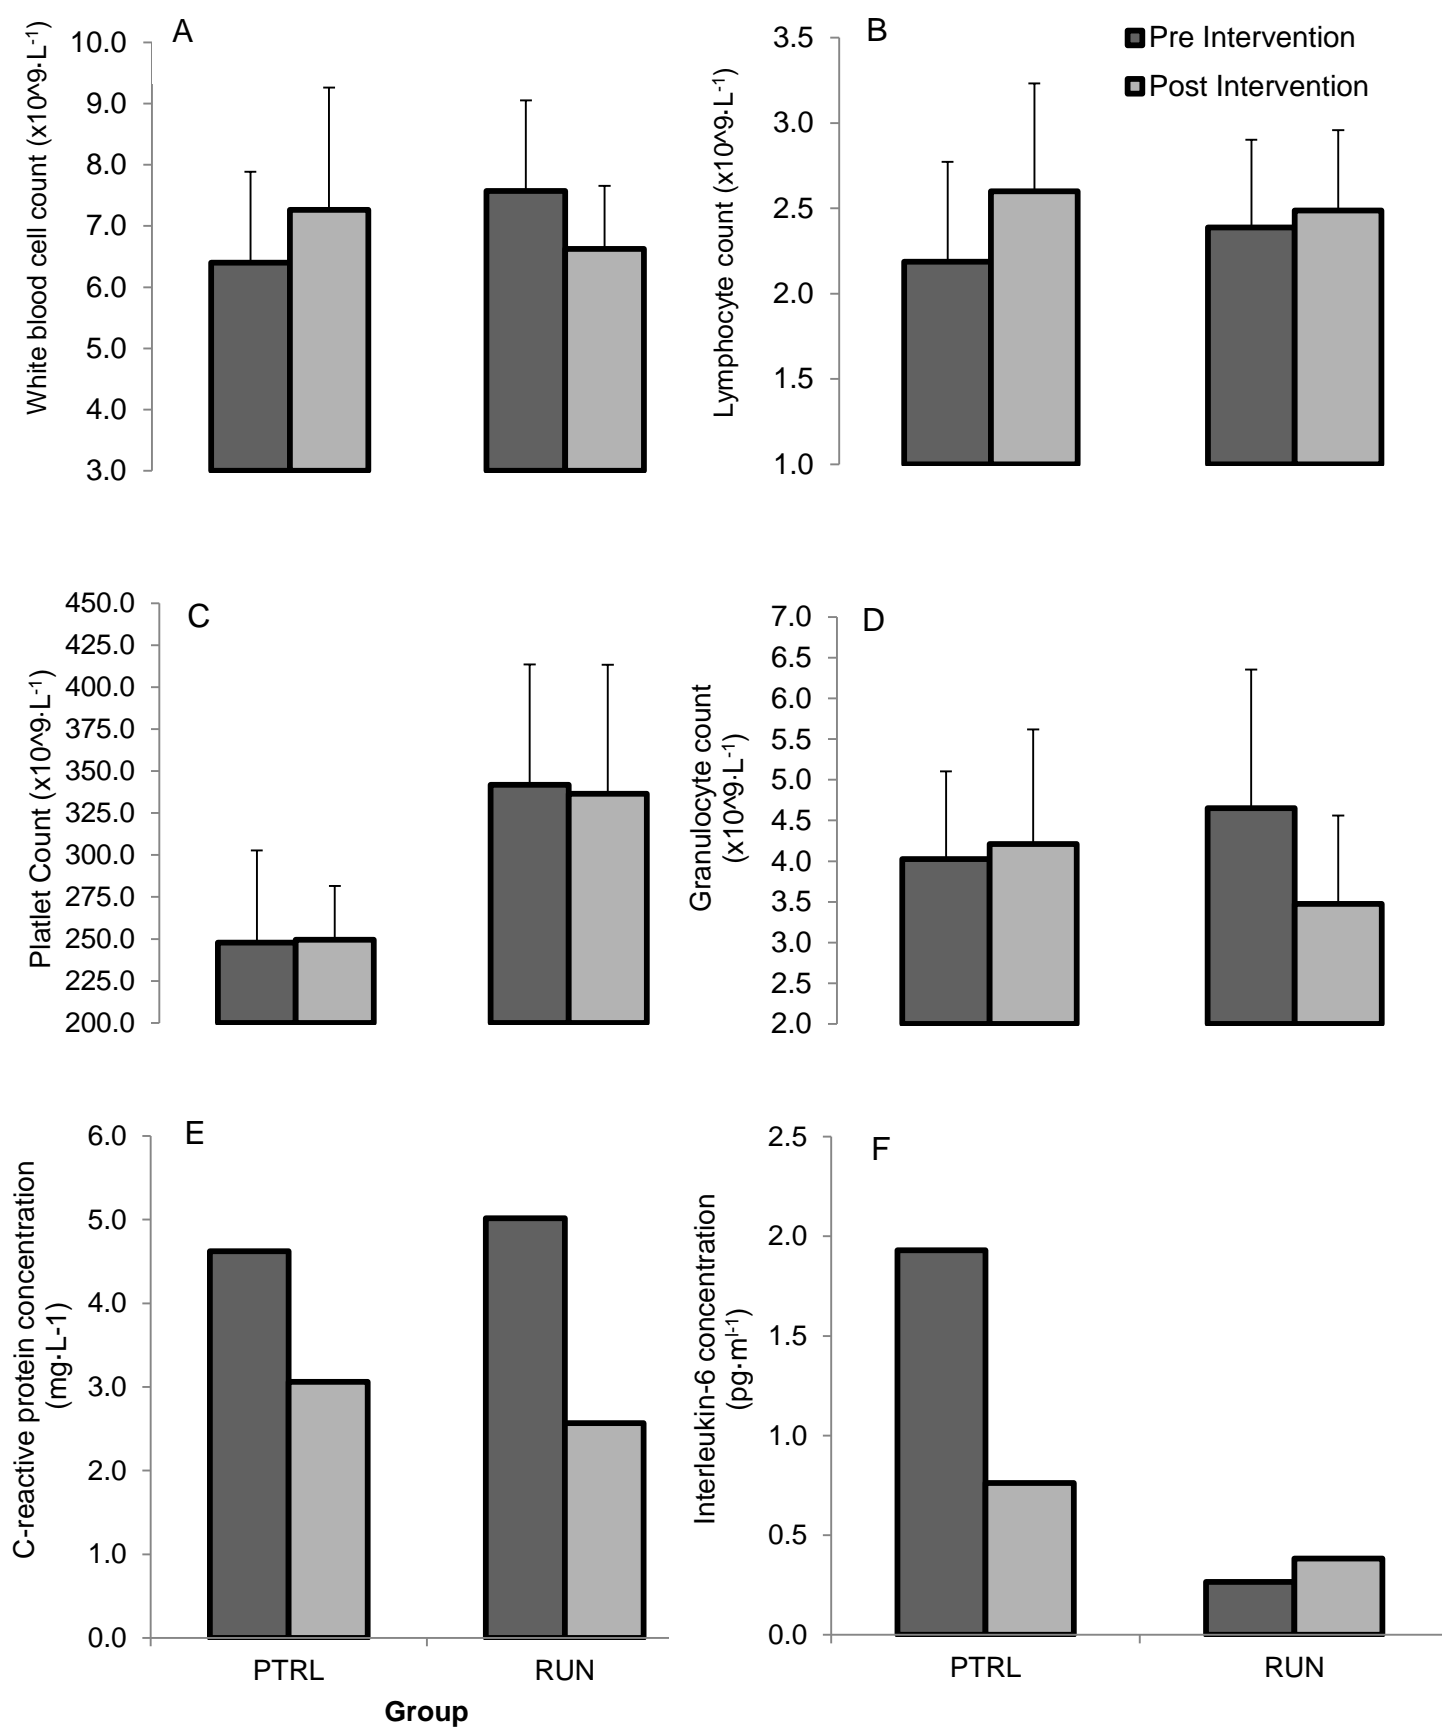 A
White blood cell count (x10^9·L⁻¹)
10.0
9.0
8.0
7.0
6.0
5.0
4.0
3.0
B
Pre Intervention
Post Intervention
Lymphocyte count (x10^9·L⁻¹)
3.5
3.0
2.5
2.0
1.5
1.0
C
Platlet Count (x10^9·L⁻¹)
450.0
425.0
400.0
375.0
350.0
325.0
300.0
275.0
250.0
225.0
200.0
D
Granulocyte count
(x10^9·L⁻¹)
7.0
6.5
6.0
5.5
5.0
4.5
4.0
3.5
3.0
2.5
2.0
E
C-reactive protein concentration
(mg·L-1)
6.0
5.0
4.0
3.0
2.0
1.0
0.0
PTRL
RUN
Group
F
Interleukin-6 concentration
(pg·mˡ⁻¹)
2.5
2.0
1.5
1.0
0.5
0.0
PTRL
RUN